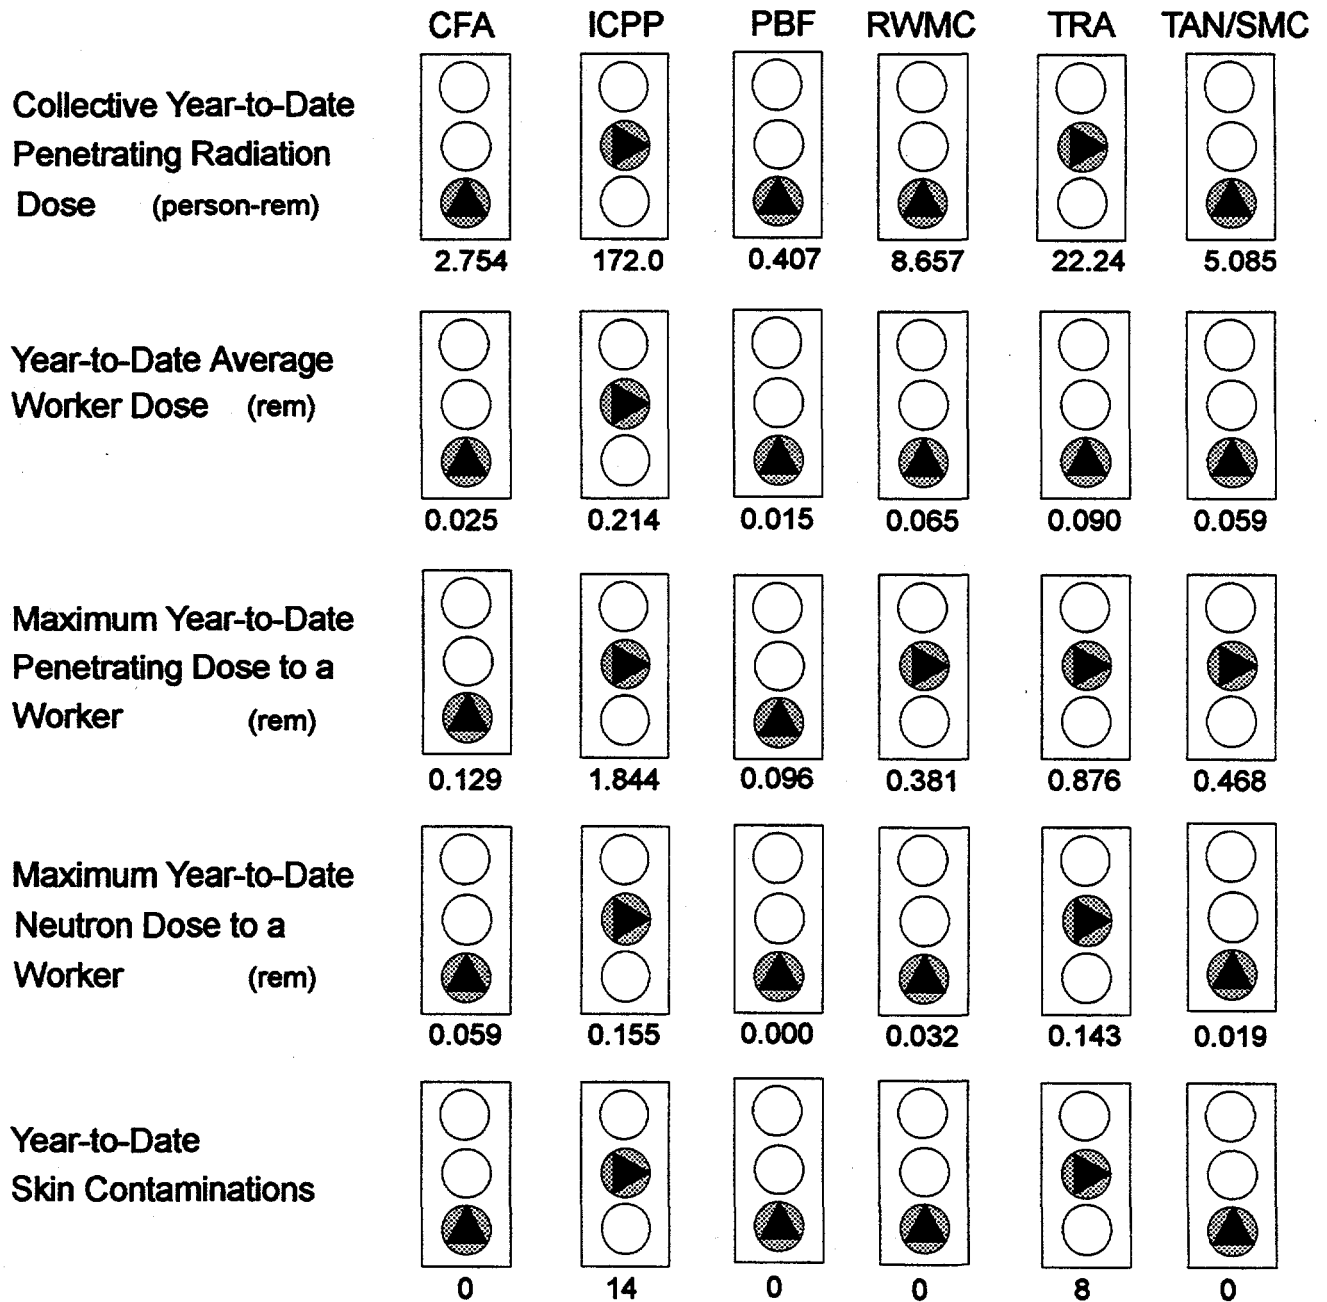 CFA ICPP PBF RWMC TRA TAN/SMC
Collective Year-to-Date
Penetrating Radiation
Dose (person-rem)
2.754 172.0 0.407 8.657 22.24 5.085
Year-to-Date Average
Worker Dose (rem)
0.025 0.214 0.015 0.065 0.090 0.059
Maximum Year-to-Date
Penetrating Dose to a
Worker (rem)
0.129 1.844 0.096 0.381 0.876 0.468
Maximum Year-to-Date
Neutron Dose to a
Worker (rem)
0.059 0.155 0.000 0.032 0.143 0.019
Year-to-Date
Skin Contaminations
0 14 0 0 8 0